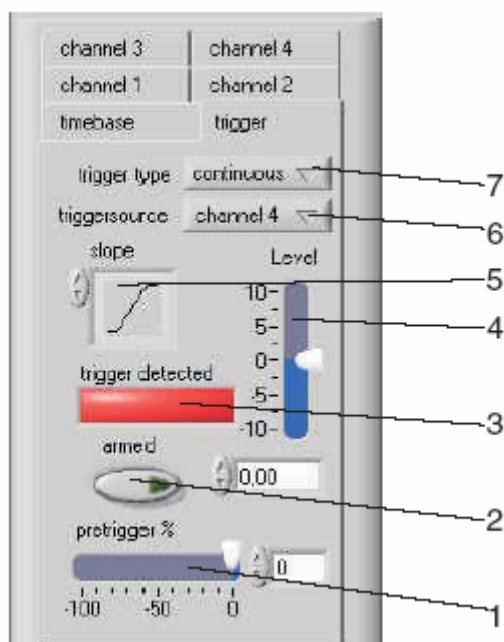 channel 3 channel 4
channel 1 channel 2
timebase trigger
trigger type continuous 7
triggersource channel 4 6
slope Level
5
10-
4
5-
0-
trigger detected
-5-
3
-10-
armed
0,00
2
pretrigger %
0
-100 -50 0
1